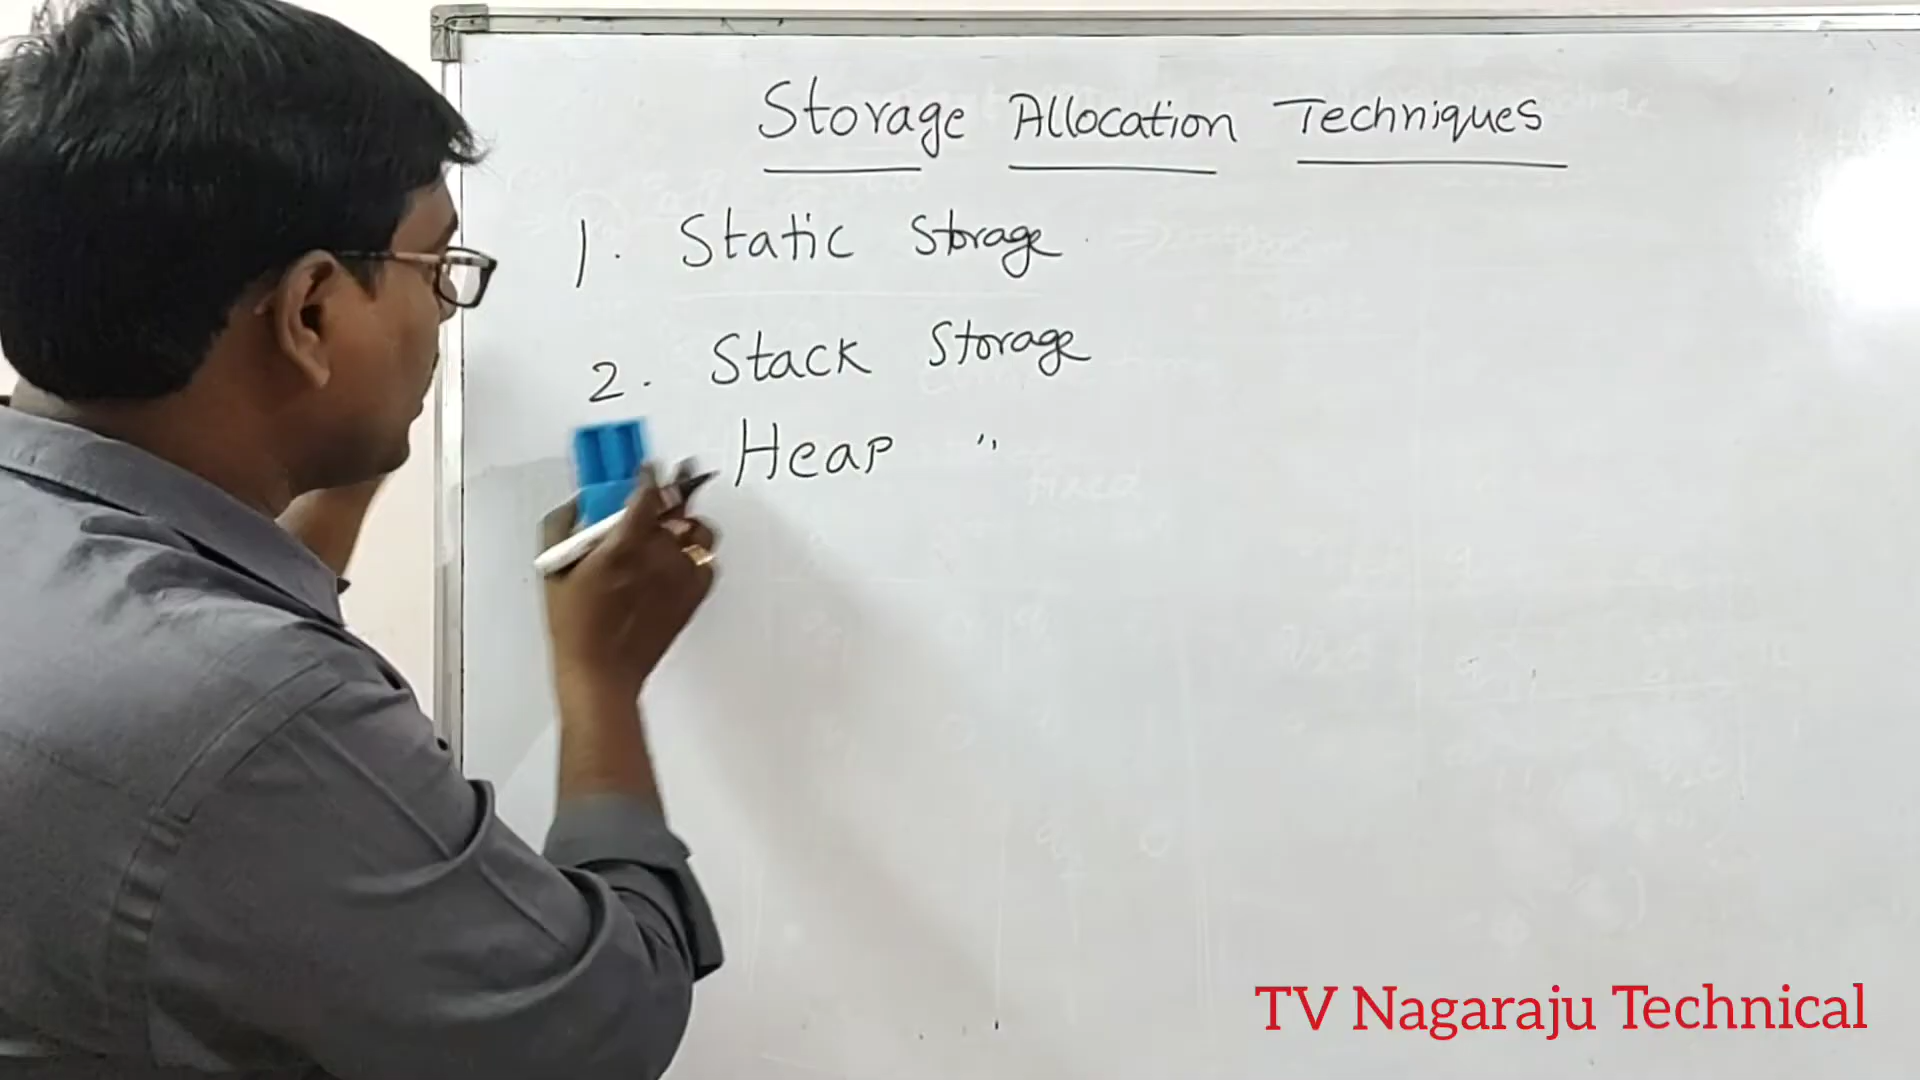 Storage Allocation Techniques
1. Static Storage
2. Stack Storage
Heap "
TV Nagaraju Technical